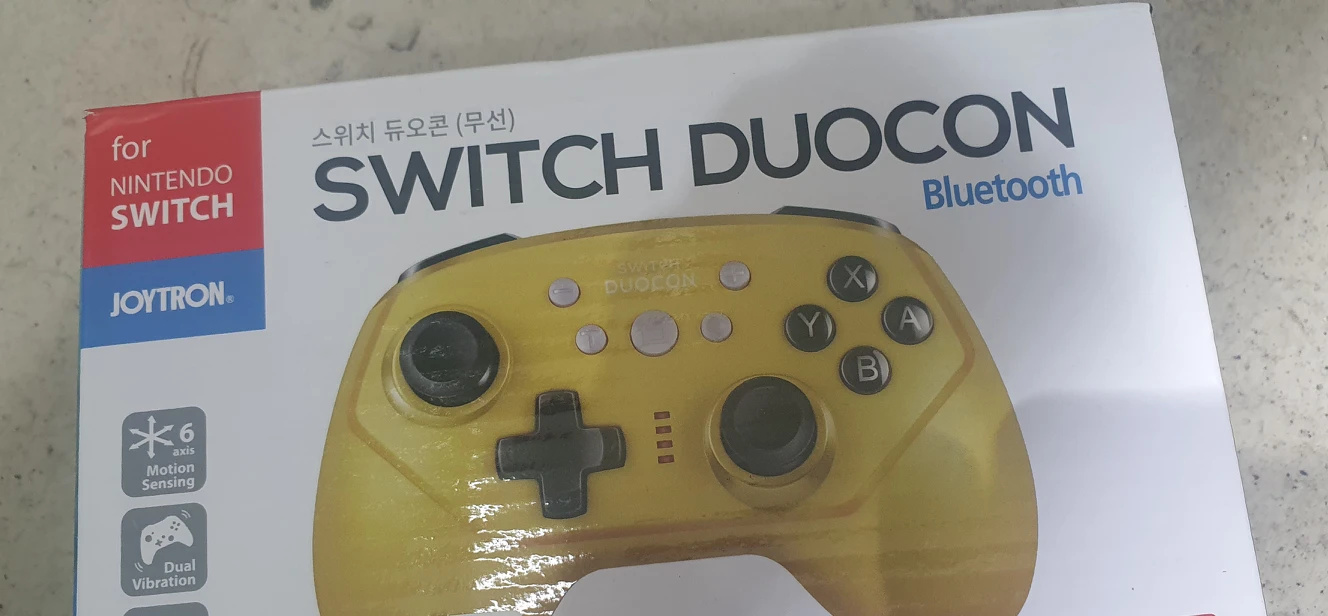 for
NINTENDO
SWITCH
JOYTRON®
스위치 듀오콘 (무선)
SWITCH DUOCON
Bluetooth
SWITCH
DUOCON
X
Y
A
B
6
axis
Motion
Sensing
Dual
Vibration